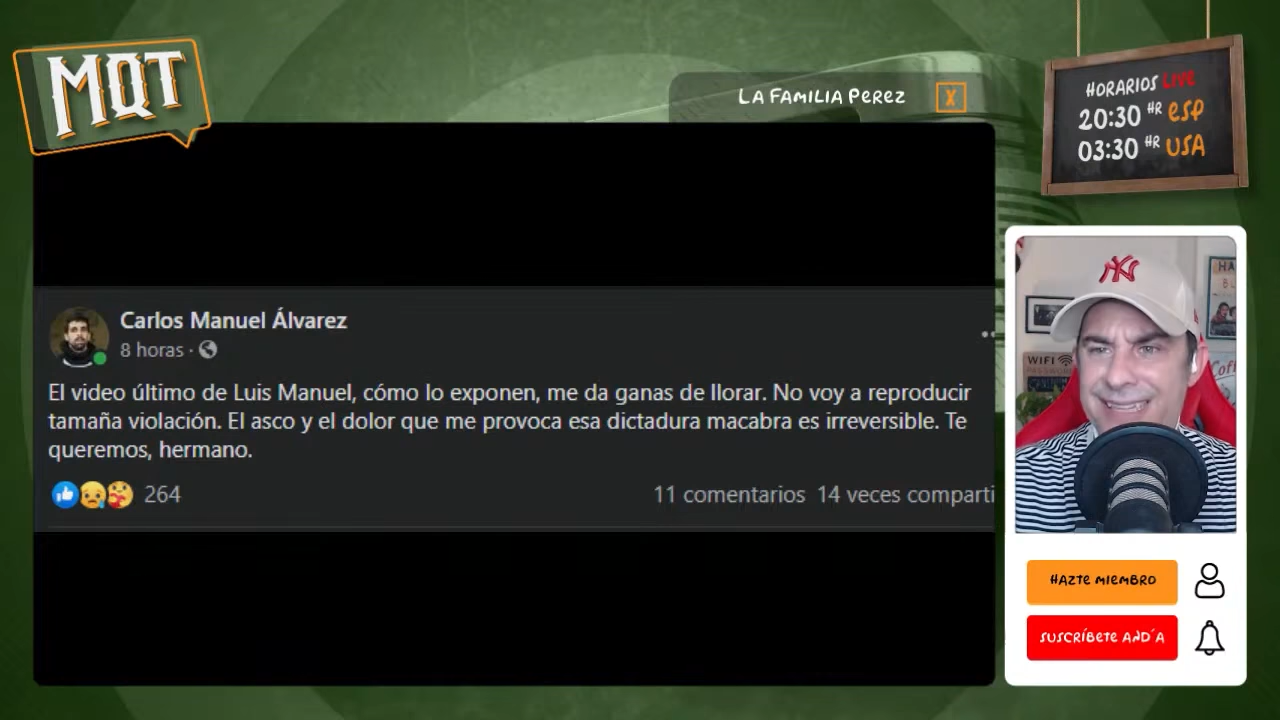 MQT
LA FAMILIA PEREZ
X
HORARIOS LIVE
20:30 HR ESP
03:30 HR USA
Carlos Manuel Álvarez
8 horas ·
El video último de Luis Manuel, cómo lo exponen, me da ganas de llorar. No voy a reproducir
tamaña violación. El asco y el dolor que me provoca esa dictadura macabra es irreversible. Te
queremos, hermano.
264
11 comentarios 14 veces comparti
NY
WIFI
HAZTE MIEMBRO
SUSCRÍBETE AND´A